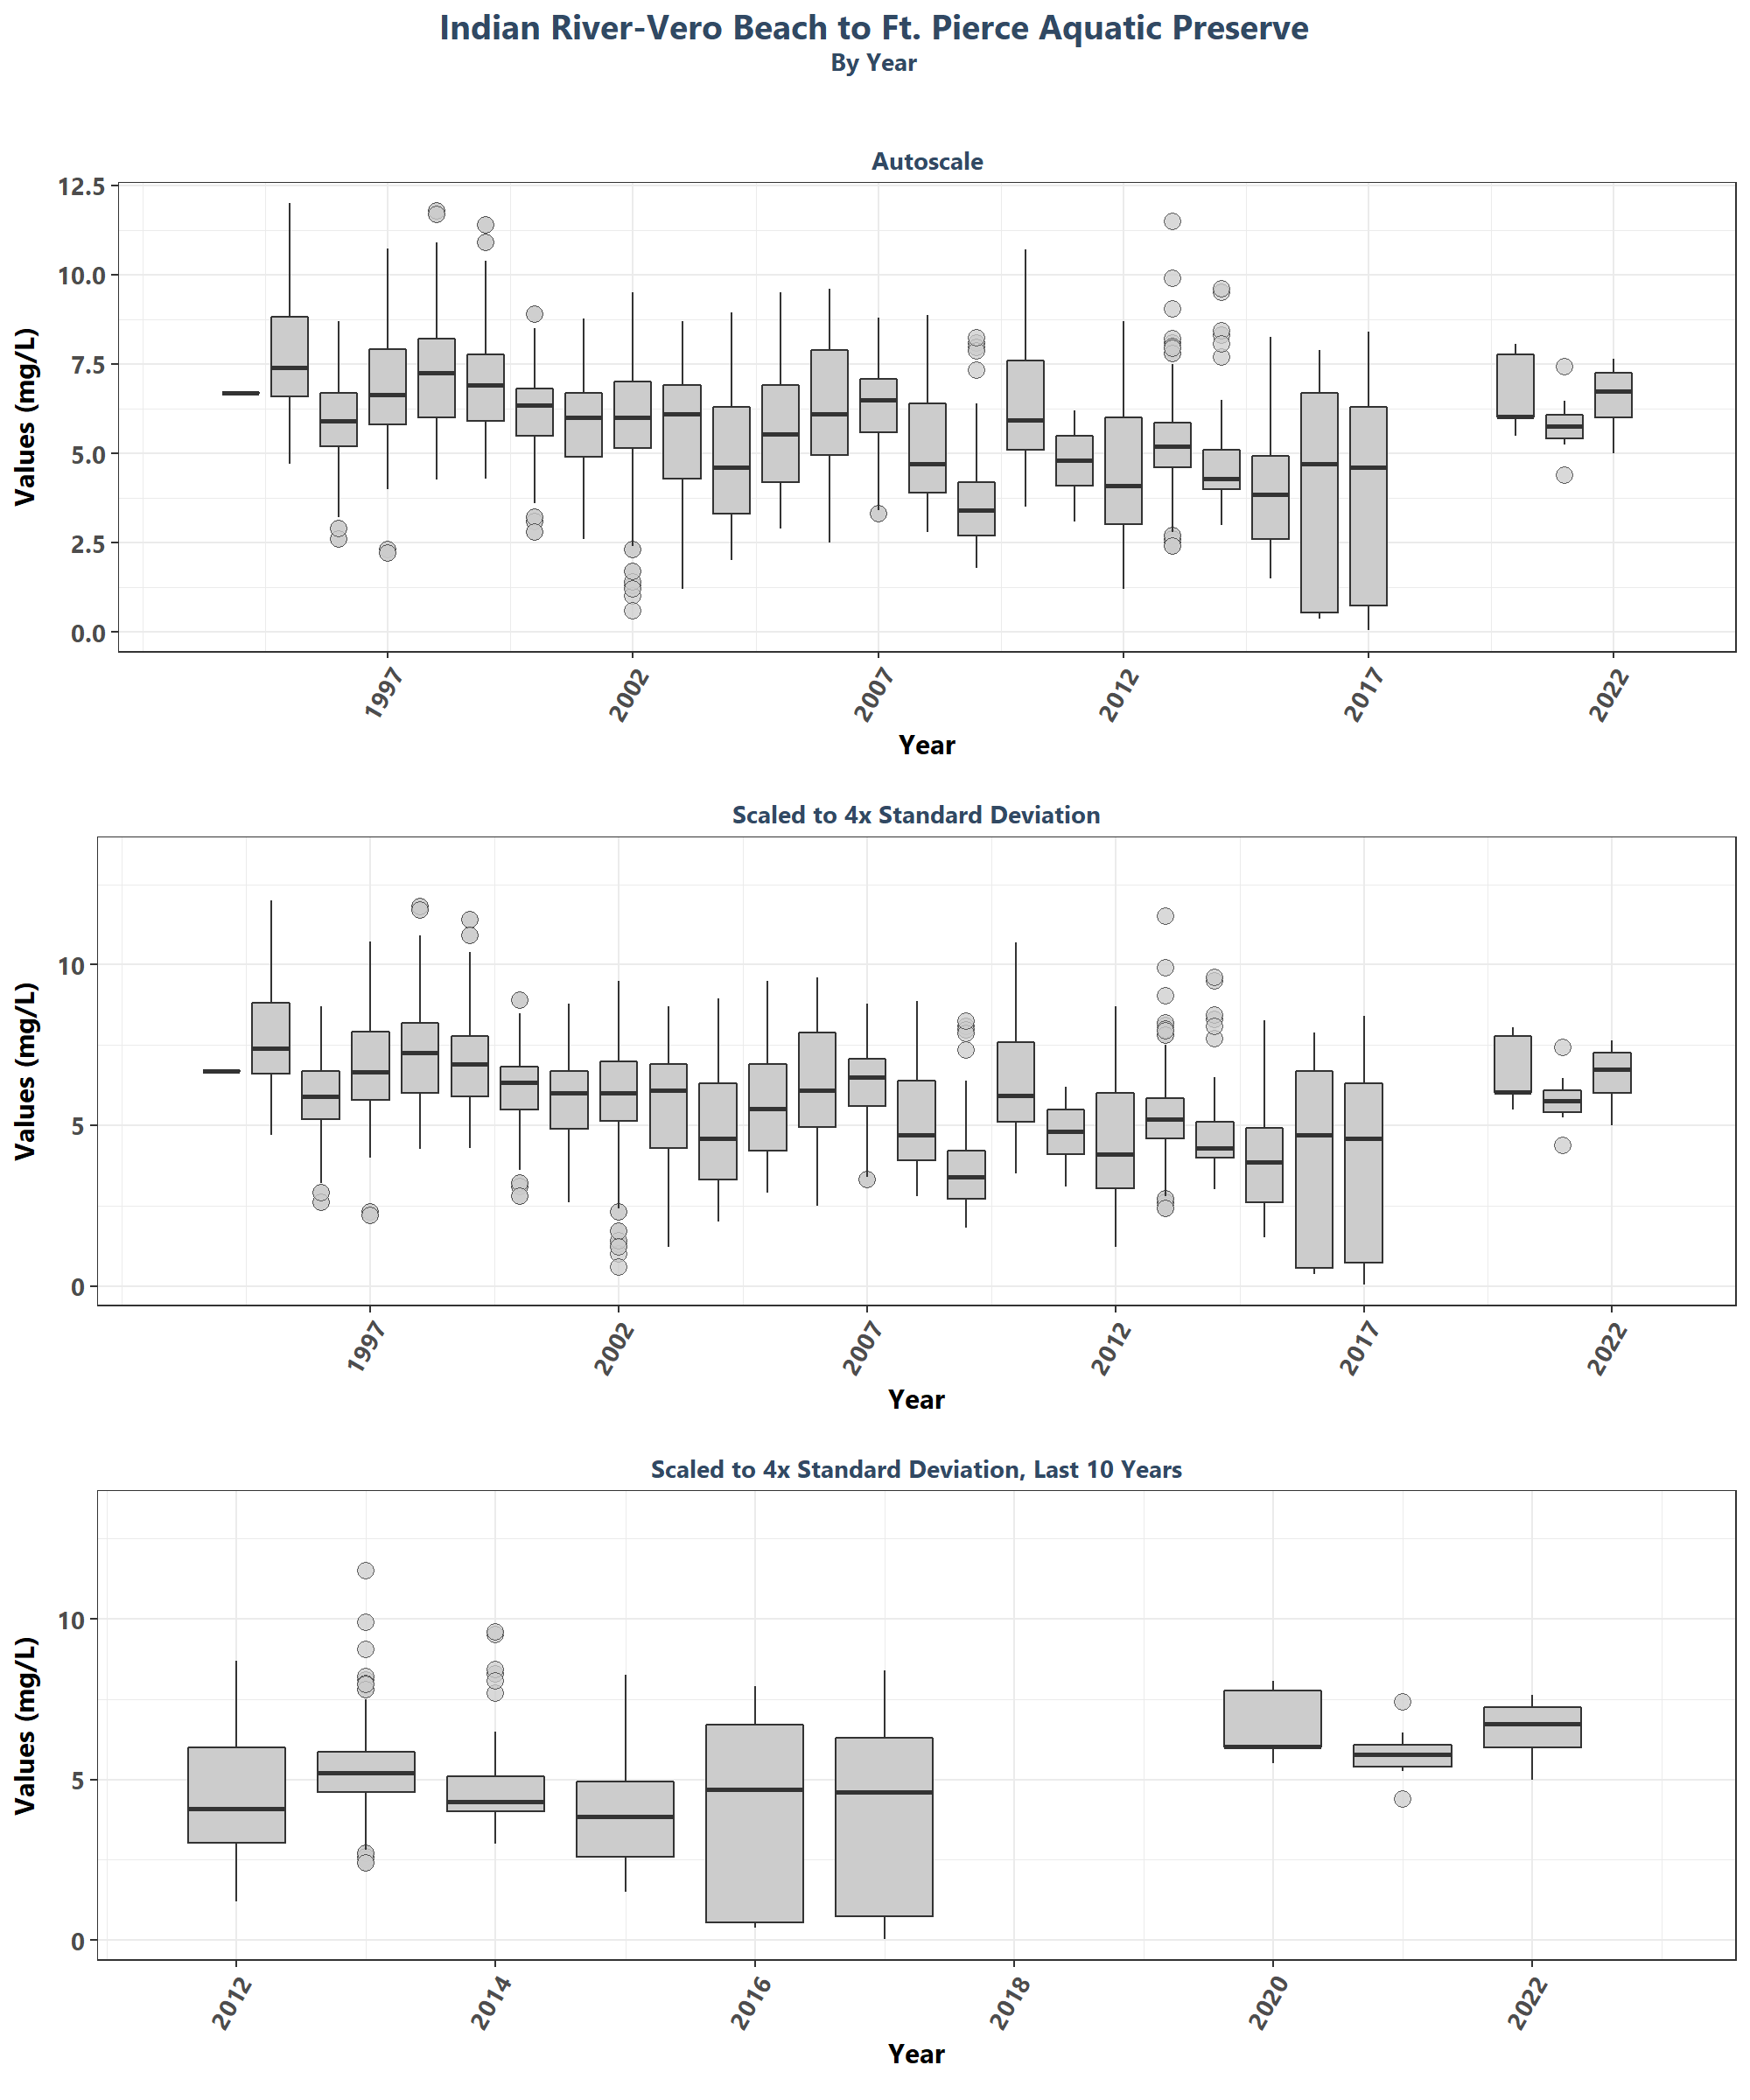 Indian River-Vero Beach to Ft. Pierce Aquatic Preserve
By Year
Autoscale
Values (mg/L)
12.5
10.0
7.5
5.0
2.5
0.0
1997
2002
2007
2012
2017
2022
Year
Scaled to 4x Standard Deviation
Values (mg/L)
10
5
0
1997
2002
2007
2012
2017
2022
Year
Scaled to 4x Standard Deviation, Last 10 Years
Values (mg/L)
10
5
0
2012
2014
2016
2018
2020
2022
Year